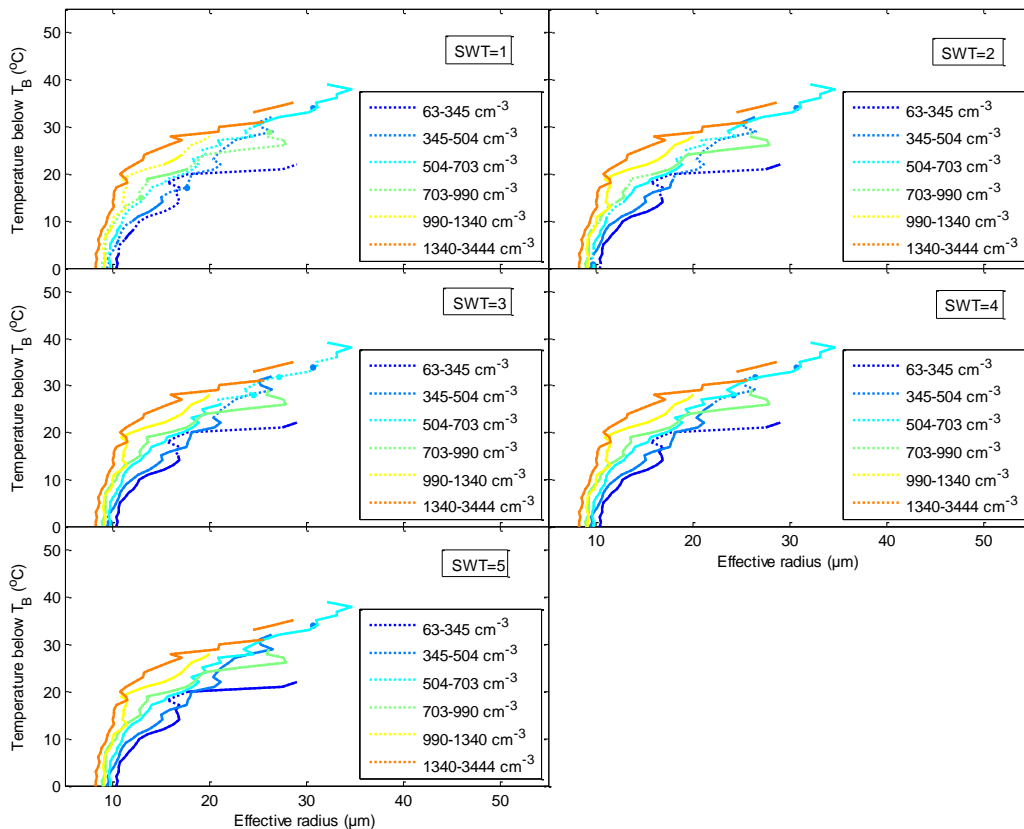 Temperature below T_B (°C)
50
40
30
20
10
0
SWT=1
63-345 cm⁻³
345-504 cm⁻³
504-703 cm⁻³
703-990 cm⁻³
990-1340 cm⁻³
1340-3444 cm⁻³
10
20
30
40
50
SWT=2
63-345 cm⁻³
345-504 cm⁻³
504-703 cm⁻³
703-990 cm⁻³
990-1340 cm⁻³
1340-3444 cm⁻³
Temperature below T_B (°C)
50
40
30
20
10
0
SWT=3
63-345 cm⁻³
345-504 cm⁻³
504-703 cm⁻³
703-990 cm⁻³
990-1340 cm⁻³
1340-3444 cm⁻³
SWT=4
63-345 cm⁻³
345-504 cm⁻³
504-703 cm⁻³
703-990 cm⁻³
990-1340 cm⁻³
1340-3444 cm⁻³
10
20
30
40
50
Effective radius (µm)
Temperature below T_B (°C)
50
40
30
20
10
0
SWT=5
63-345 cm⁻³
345-504 cm⁻³
504-703 cm⁻³
703-990 cm⁻³
990-1340 cm⁻³
1340-3444 cm⁻³
10
20
30
40
50
Effective radius (µm)